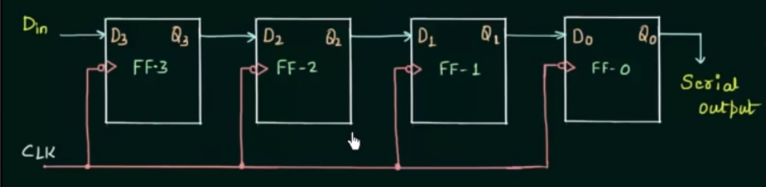 Din
D3 Q3
D2 Q2
D1 Q1
D0 Q0
FF-3
FF-2
FF-1
FF-0
Serial
output
CLK